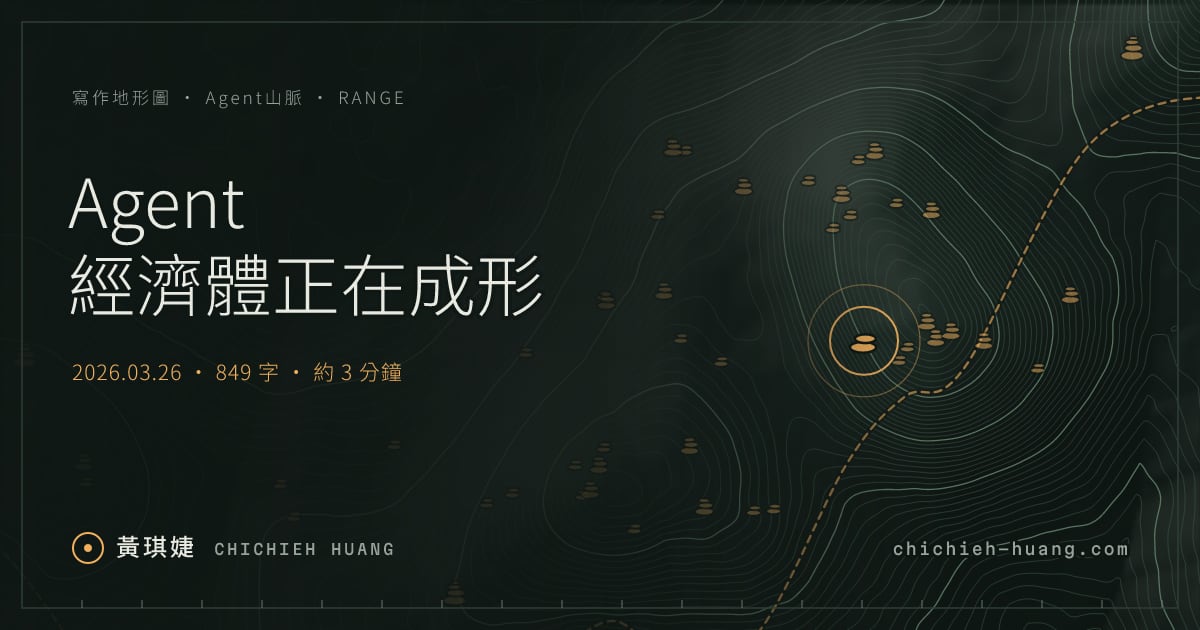 寫作地形圖 · Agent山脈 · RANGE
Agent
經濟體正在成形
2026.03.26 · 849 字 · 約 3 分鐘
黃琪婕 CHICHIEH HUANG
chichieh-huang.com